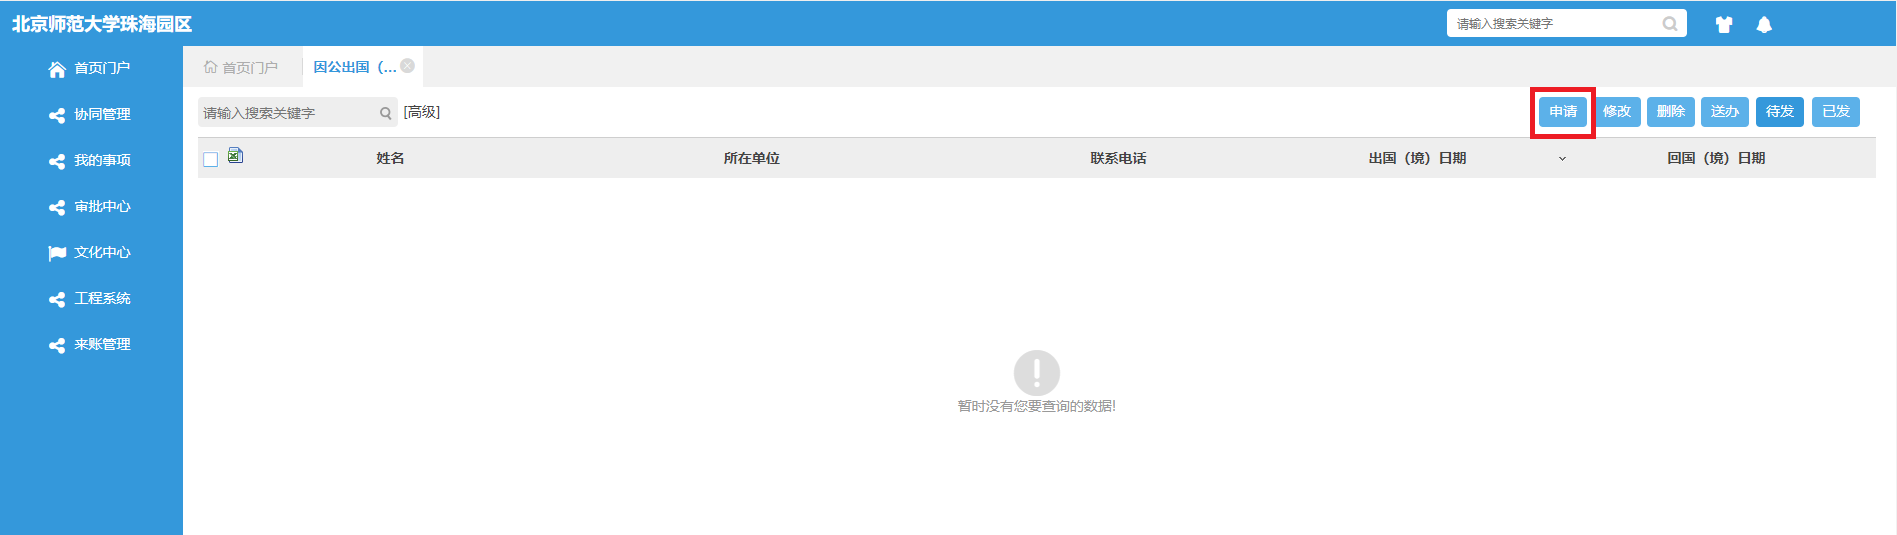 北京师范大学珠海园区
请输入搜索关键字
首页门户
协同管理
我的事项
审批中心
文化中心
工程系统
来账管理
首页门户
因公出国（...
请输入搜索关键字 [高级]
申请 修改 删除 送办 待发 已发
姓名 所在单位 联系电话 出国（境）日期 回国（境）日期
暂时没有您要查询的数据!